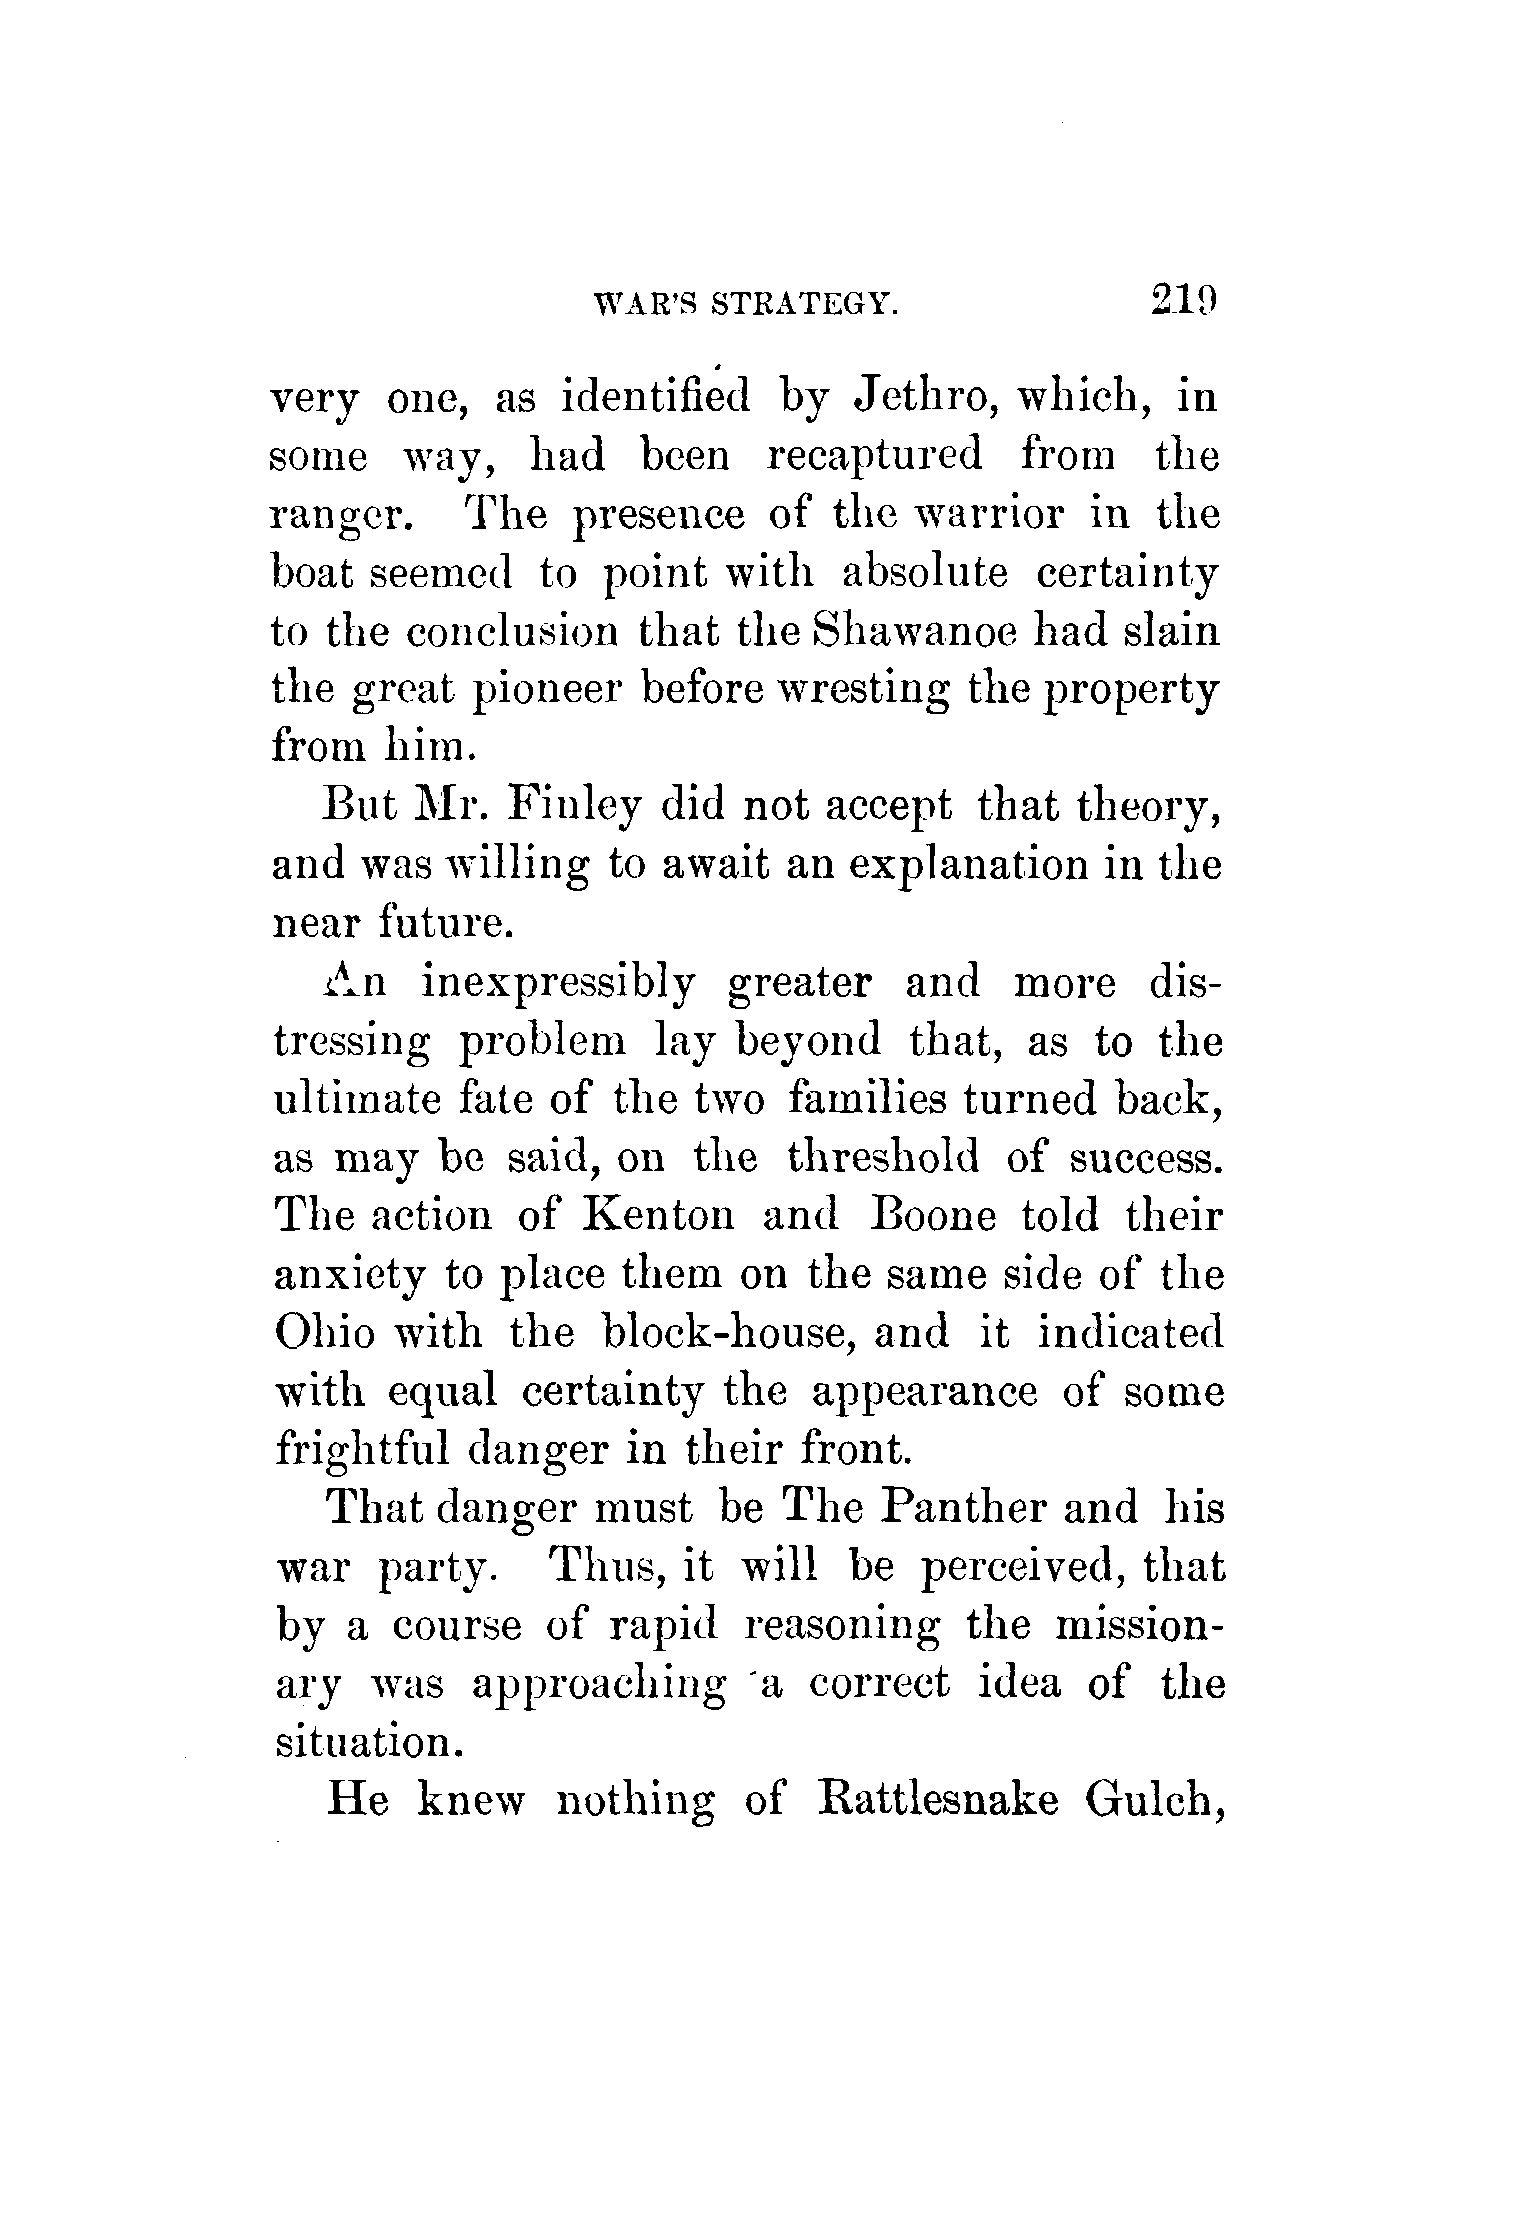 WAR'S STRATEGY. 219
very one, as identified by Jethro, which, in
some way, had been recaptured from the
ranger. The presence of the warrior in the
boat seemed to point with absolute certainty
to the conclusion that the Shawanoe had slain
the great pioneer before wresting the property
from him.
But Mr. Finley did not accept that theory,
and was willing to await an explanation in the
near future.
An inexpressibly greater and more dis-
tressing problem lay beyond that, as to the
ultimate fate of the two families turned back,
as may be said, on the threshold of success.
The action of Kenton and Boone told their
anxiety to place them on the same side of the
Ohio with the block-house, and it indicated
with equal certainty the appearance of some
frightful danger in their front.
That danger must be The Panther and his
war party. Thus, it will be perceived, that
by a course of rapid reasoning the mission-
ary was approaching a correct idea of the
situation.
He knew nothing of Rattlesnake Gulch,